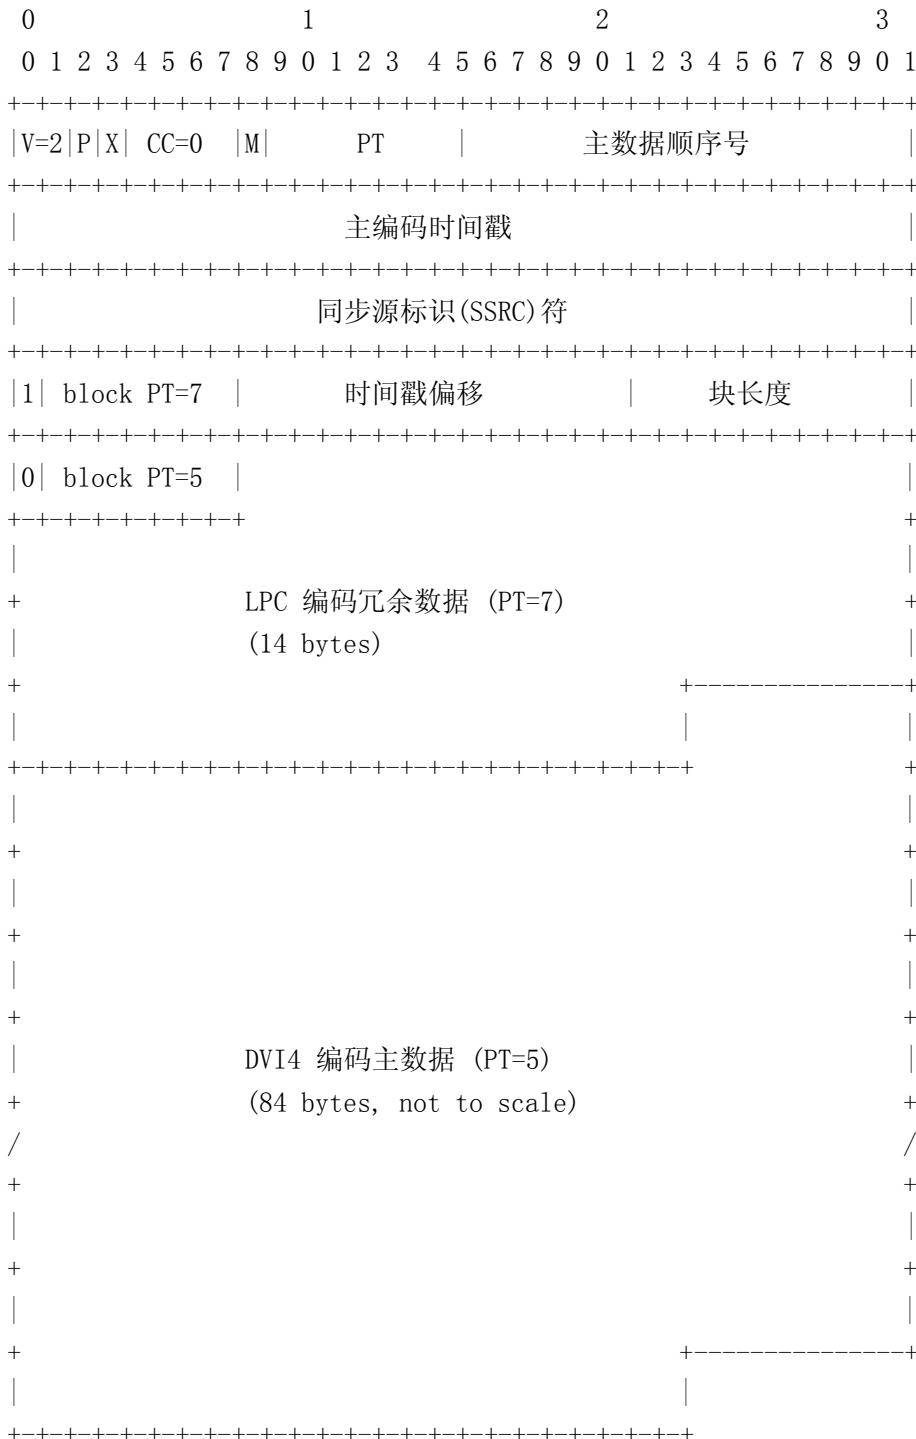 0                   1                   2                   3
0 1 2 3 4 5 6 7 8 9 0 1 2 3  4 5 6 7 8 9 0 1 2 3 4 5 6 7 8 9 0 1
+-+-+-+-+-+-+-+-+-+-+-+-+-+-+-+-+-+-+-+-+-+-+-+-+-+-+-+-+-+-+-+-+
|V=2|P|X| CC=0  |M|      PT      |        主数据顺序号           |
+-+-+-+-+-+-+-+-+-+-+-+-+-+-+-+-+-+-+-+-+-+-+-+-+-+-+-+-+-+-+-+-+
|                       主编码时间戳                            |
+-+-+-+-+-+-+-+-+-+-+-+-+-+-+-+-+-+-+-+-+-+-+-+-+-+-+-+-+-+-+-+-+
|                     同步源标识(SSRC)符                        |
+-+-+-+-+-+-+-+-+-+-+-+-+-+-+-+-+-+-+-+-+-+-+-+-+-+-+-+-+-+-+-+-+
|1| block PT=7  |       时间戳偏移          |     块长度        |
+-+-+-+-+-+-+-+-+-+-+-+-+-+-+-+-+-+-+-+-+-+-+-+-+-+-+-+-+-+-+-+-+
|0| block PT=5  |                                               |
+-+-+-+-+-+-+-+-+                                               +
|                                                               |
+                LPC 编码冗余数据 (PT=7)                        +
|                (14 bytes)                                     |
+                                               +---------------+
|                                               |               |
+-+-+-+-+-+-+-+-+-+-+-+-+-+-+-+-+-+-+-+-+-+-+-+-+               +
|                                                               |
+                                                               +
|                                                               |
+                                                               +
|                                                               |
+                                                               +
|                DVI4 编码主数据 (PT=5)                         |
+                (84 bytes, not to scale)                       +
/                                                               /
+                                                               +
|                                                               |
+                                                               +
|                                                               |
+                                               +---------------+
|                                               |
+-+-+-+-+-+-+-+-+-+-+-+-+-+-+-+-+-+-+-+-+-+-+-+-+